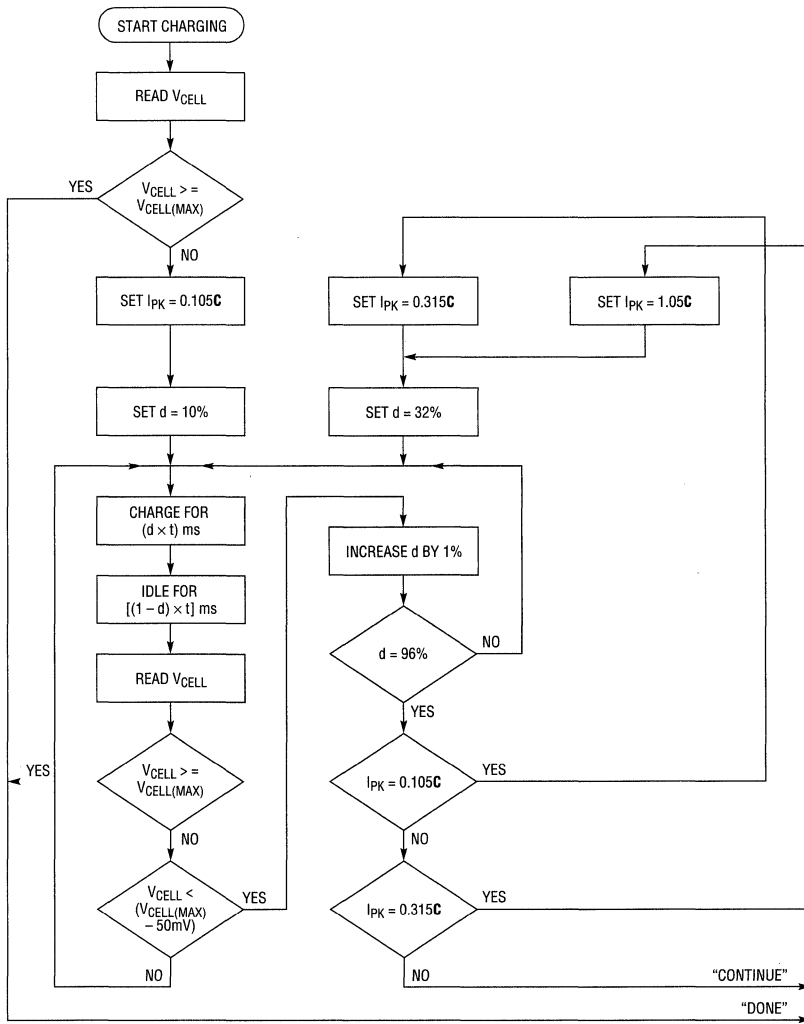 START CHARGING
READ VCELL
VCELL >=
VCELL(MAX)
YES
NO
SET IPK = 0.105C
SET d = 10%
CHARGE FOR
(d × t) ms
IDLE FOR
[(1 – d) × t] ms
READ VCELL
VCELL >=
VCELL(MAX)
YES
NO
VCELL <
(VCELL(MAX)
– 50mV)
YES
NO
SET IPK = 0.315C
SET IPK = 1.05C
SET d = 32%
INCREASE d BY 1%
d = 96%
NO
YES
IPK = 0.105C
YES
NO
IPK = 0.315C
YES
NO
“CONTINUE”
“DONE”